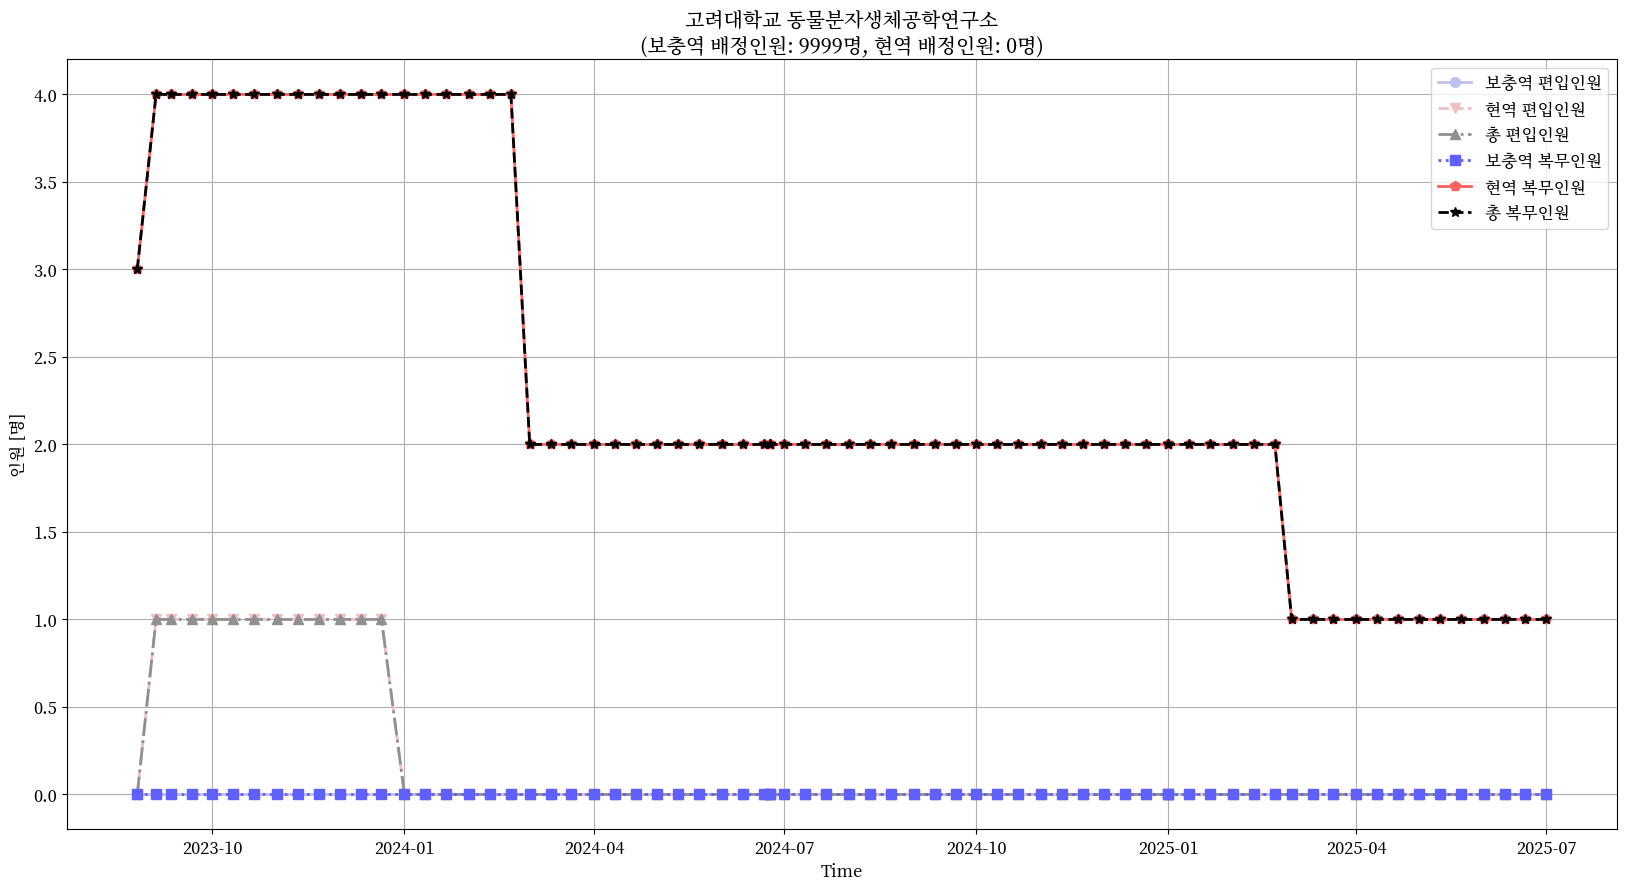 고려대학교 동물분자생체공학연구소
(보충역 배정인원: 9999명, 현역 배정인원: 0명)
보충역 편입인원
현역 편입인원
총 편입인원
보충역 복무인원
현역 복무인원
총 복무인원
4.0
3.5
3.0
2.5
2.0
1.5
1.0
0.5
0.0
인원 [명]
2023-10
2024-01
2024-04
2024-07
2024-10
2025-01
2025-04
2025-07
Time